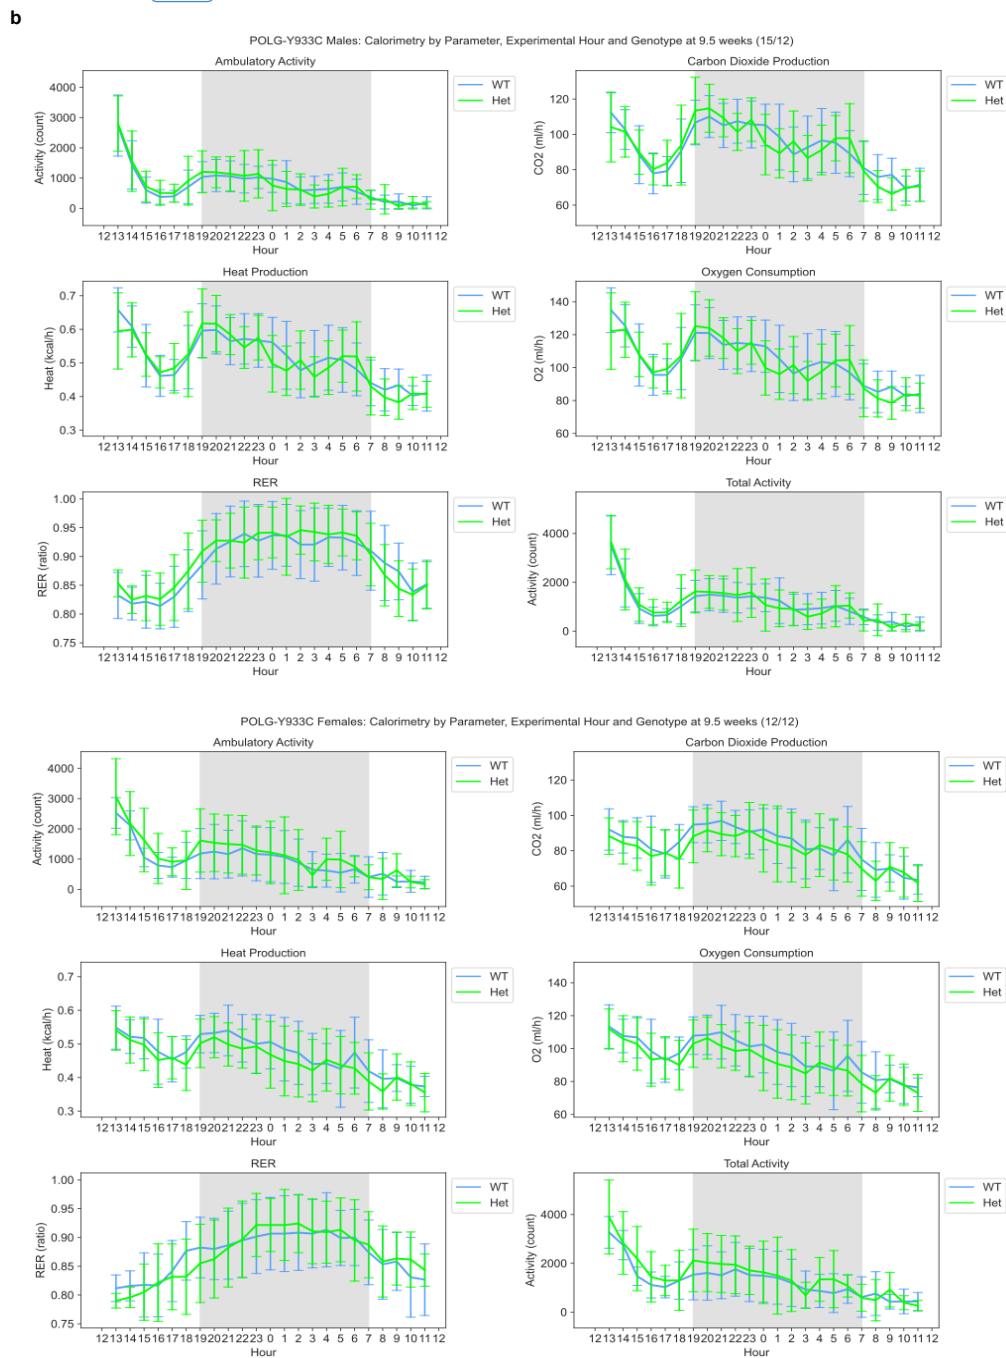 b
POLG-Y933C Males: Calorimetry by Parameter, Experimental Hour and Genotype at 9.5 weeks (15/12)
Ambulatory Activity
Activity (count)
4000
3000
2000
1000
0
12 13 14 15 16 17 18 19 20 21 22 23 0 1 2 3 4 5 6 7 8 9 10 11 12
Hour
WT
Het
Carbon Dioxide Production
CO2 (ml/h)
120
100
80
60
12 13 14 15 16 17 18 19 20 21 22 23 0 1 2 3 4 5 6 7 8 9 10 11 12
Hour
WT
Het
Heat Production
Heat (kcal/h)
0.7
0.6
0.5
0.4
0.3
12 13 14 15 16 17 18 19 20 21 22 23 0 1 2 3 4 5 6 7 8 9 10 11 12
Hour
WT
Het
Oxygen Consumption
O2 (ml/h)
140
120
100
80
60
12 13 14 15 16 17 18 19 20 21 22 23 0 1 2 3 4 5 6 7 8 9 10 11 12
Hour
WT
Het
RER
RER (ratio)
1.00
0.95
0.90
0.85
0.80
0.75
12 13 14 15 16 17 18 19 20 21 22 23 0 1 2 3 4 5 6 7 8 9 10 11 12
Hour
WT
Het
Total Activity
Activity (count)
4000
2000
0
12 13 14 15 16 17 18 19 20 21 22 23 0 1 2 3 4 5 6 7 8 9 10 11 12
Hour
WT
Het
POLG-Y933C Females: Calorimetry by Parameter, Experimental Hour and Genotype at 9.5 weeks (12/12)
Ambulatory Activity
Activity (count)
4000
3000
2000
1000
0
12 13 14 15 16 17 18 19 20 21 22 23 0 1 2 3 4 5 6 7 8 9 10 11 12
Hour
WT
Het
Carbon Dioxide Production
CO2 (ml/h)
120
100
80
60
12 13 14 15 16 17 18 19 20 21 22 23 0 1 2 3 4 5 6 7 8 9 10 11 12
Hour
WT
Het
Heat Production
Heat (kcal/h)
0.7
0.6
0.5
0.4
0.3
12 13 14 15 16 17 18 19 20 21 22 23 0 1 2 3 4 5 6 7 8 9 10 11 12
Hour
WT
Het
Oxygen Consumption
O2 (ml/h)
140
120
100
80
60
12 13 14 15 16 17 18 19 20 21 22 23 0 1 2 3 4 5 6 7 8 9 10 11 12
Hour
WT
Het
RER
RER (ratio)
1.00
0.95
0.90
0.85
0.80
0.75
12 13 14 15 16 17 18 19 20 21 22 23 0 1 2 3 4 5 6 7 8 9 10 11 12
Hour
WT
Het
Total Activity
Activity (count)
4000
2000
0
12 13 14 15 16 17 18 19 20 21 22 23 0 1 2 3 4 5 6 7 8 9 10 11 12
Hour
WT
Het